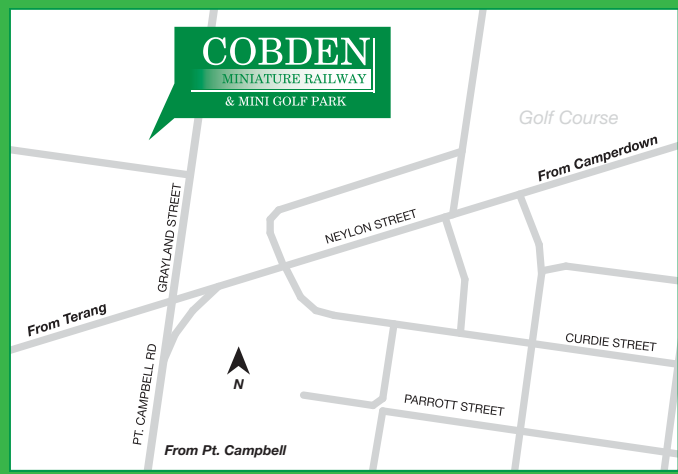 COBDEN
MINIATURE RAILWAY
& MINI GOLF PARK
Golf Course
From Camperdown
GRAYLAND STREET
NEYLON STREET
From Terang
CURDIE STREET
PT. CAMPBELL RD
N
PARROTT STREET
From Pt. Campbell